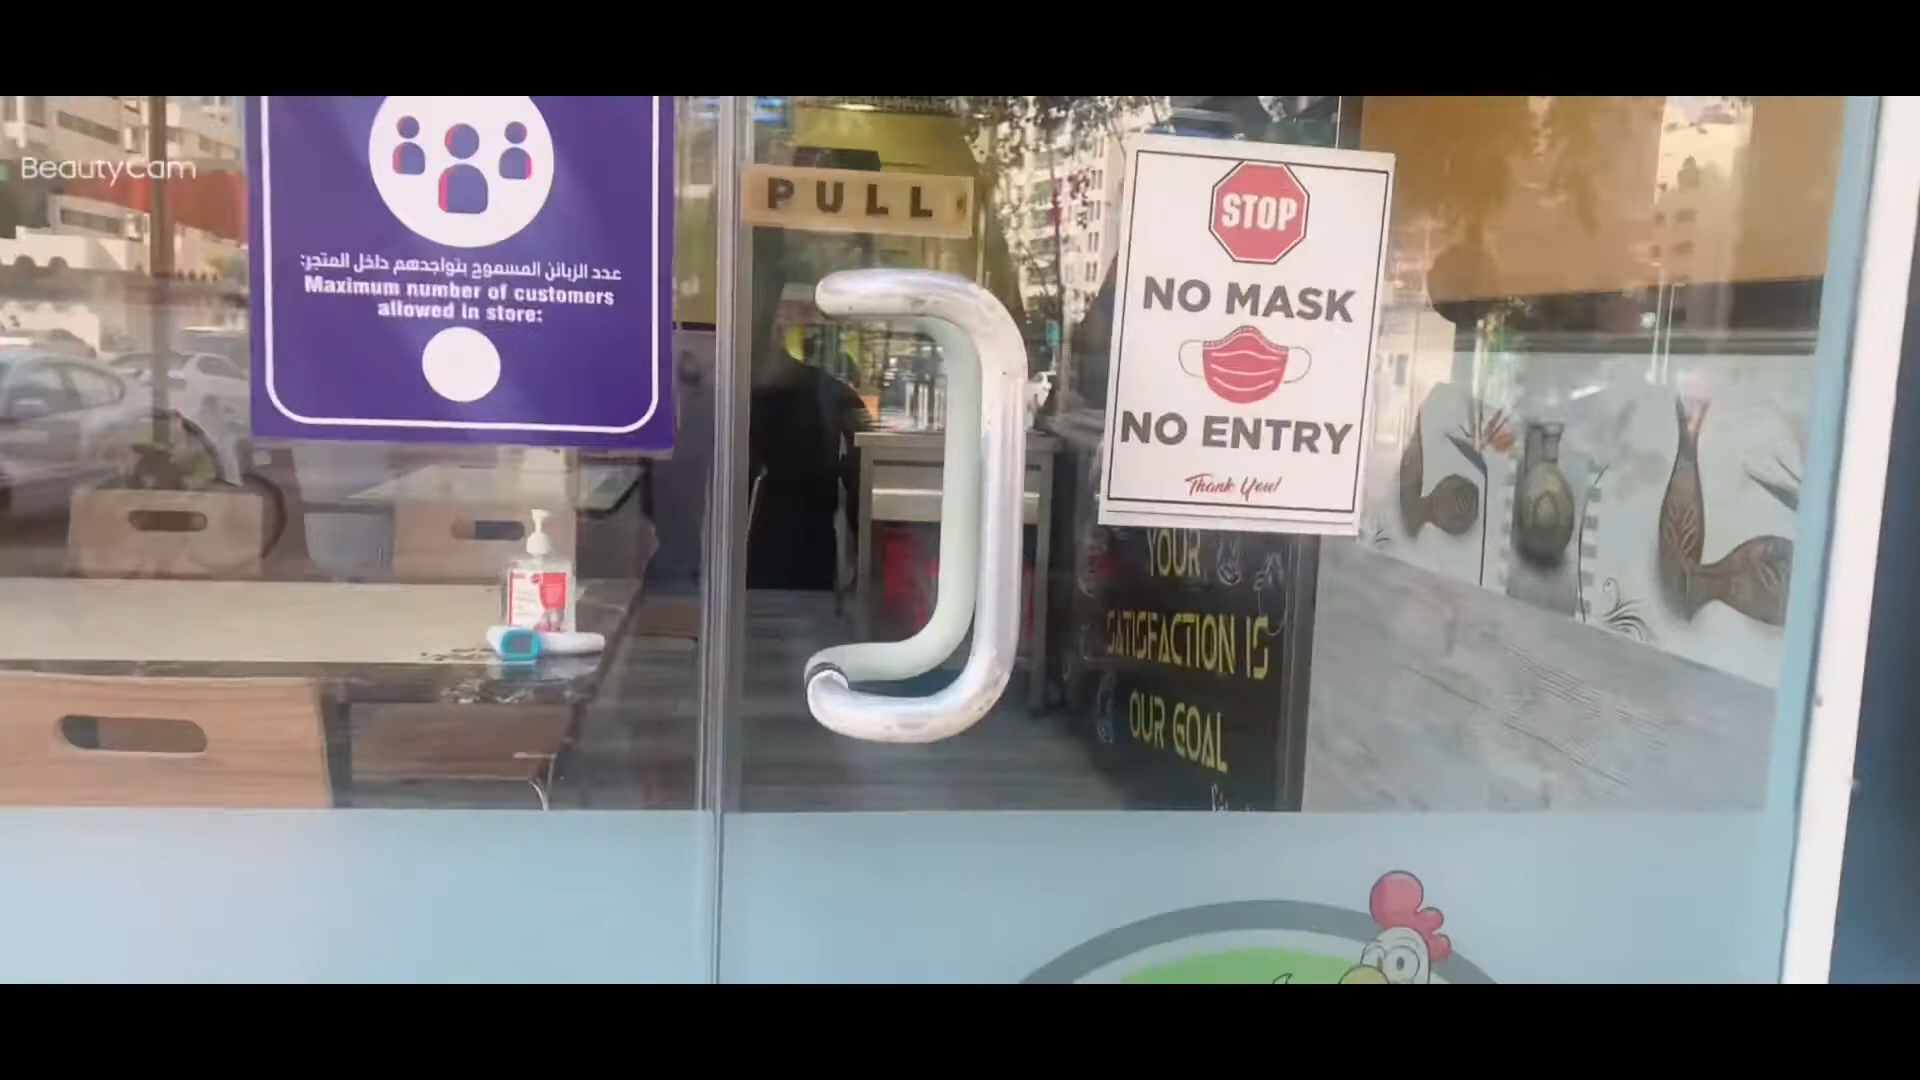 BeautyCam
عدد الزبائن المسموح بتواجدهم داخل المتجر:
Maximum number of customers
allowed in store:
PULL
STOP
NO MASK
NO ENTRY
Thank You!
YOUR
SATISFACTION IS
OUR GOAL